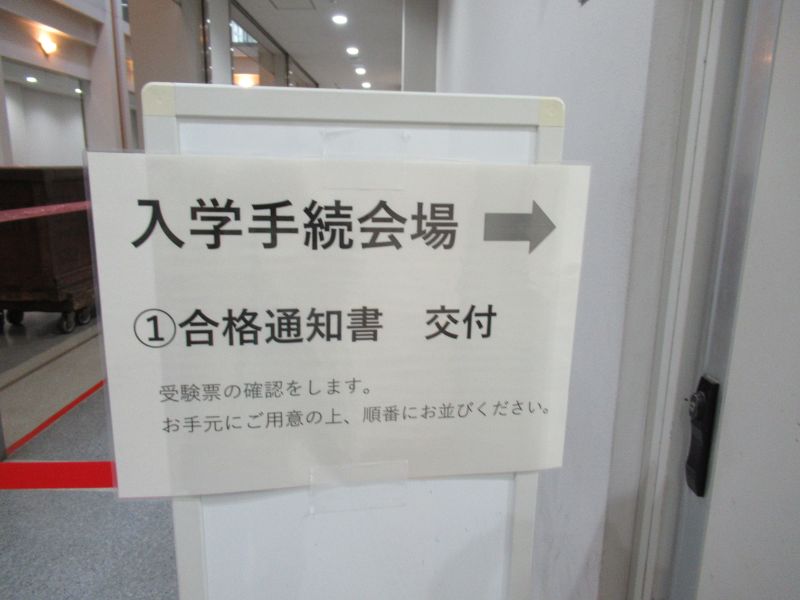 入学手続会場 ➡
①合格通知書　交付
受験票の確認をします。
お手元にご用意の上、順番にお並びください。